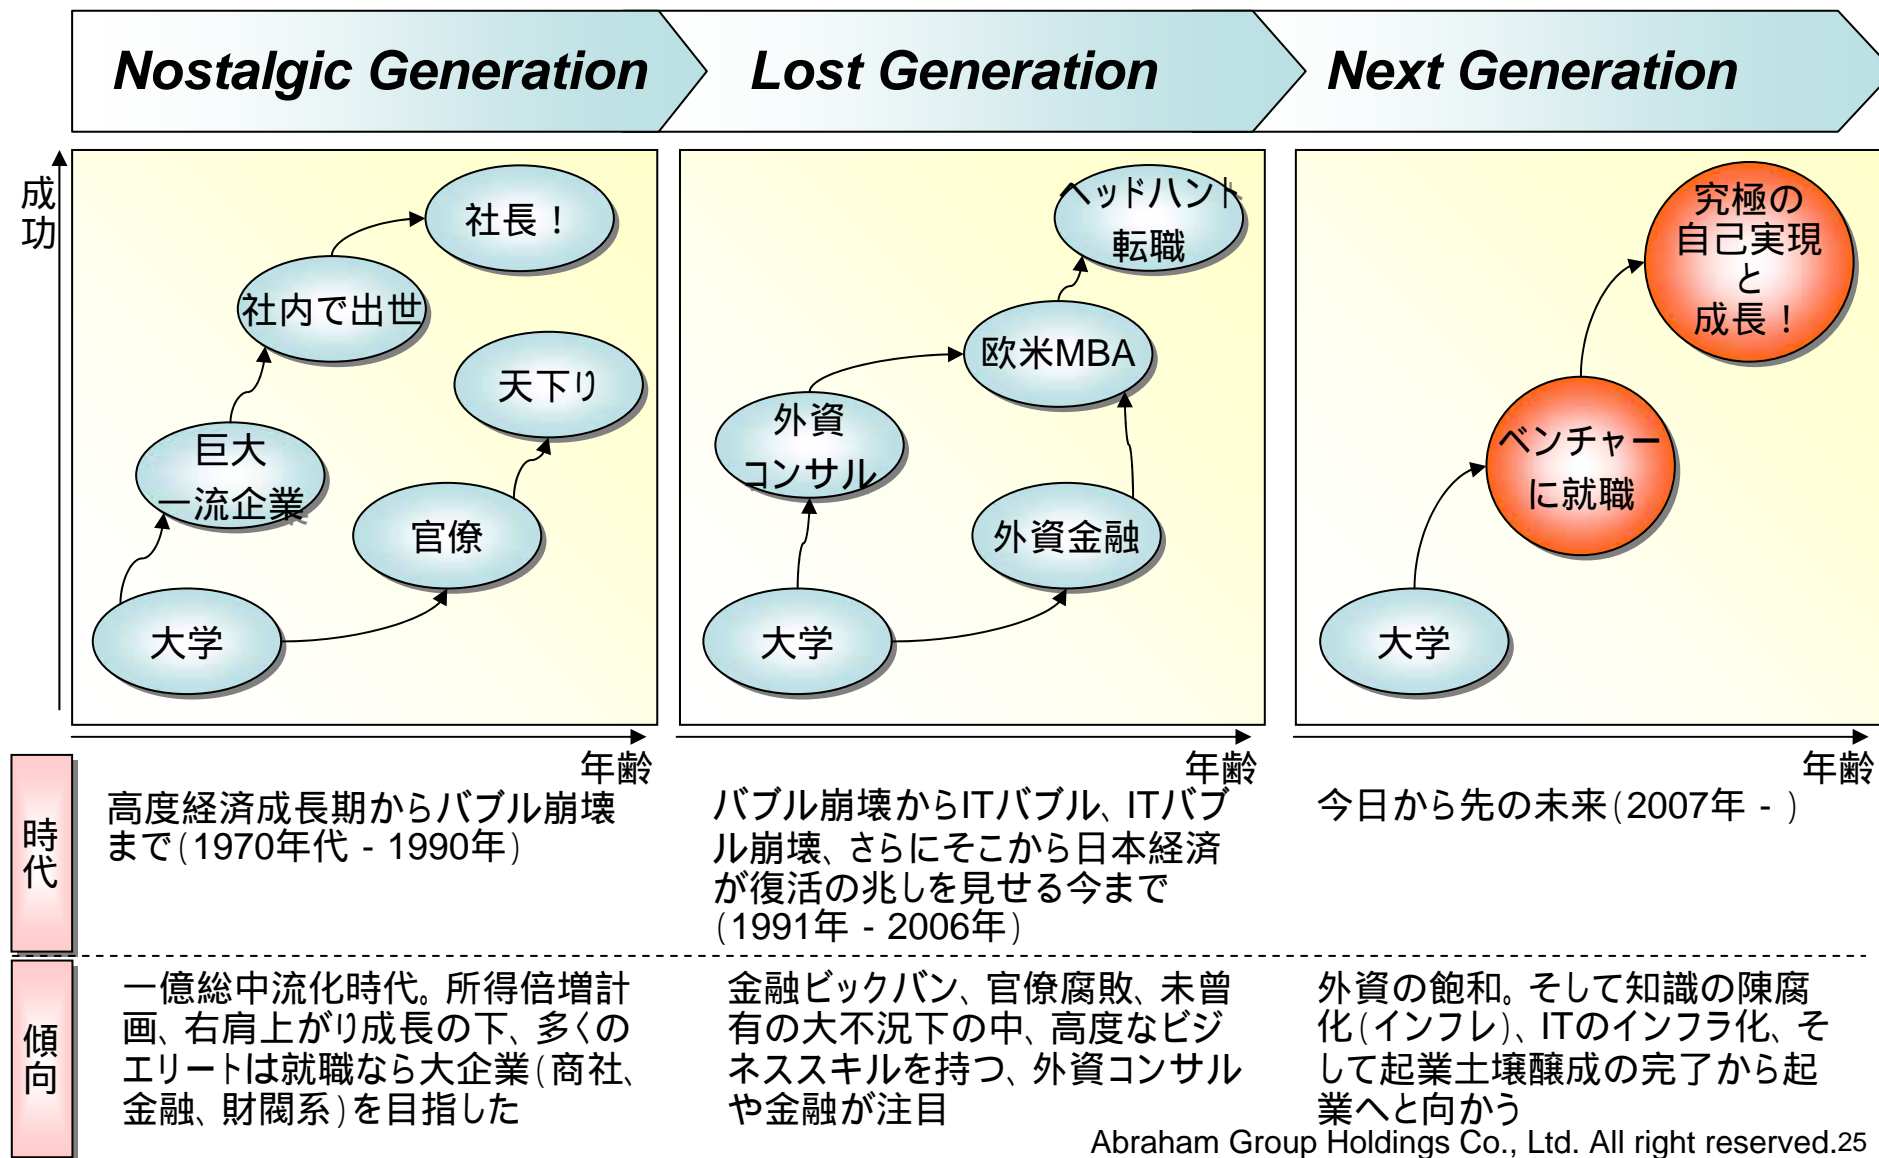 Nostalgic Generation
Lost Generation
Next Generation
成
功
社長！
社内で出世
天下り
巨大
一流企業
官僚
大学
年齢
ヘッドハント
転職
欧米MBA
外資
コンサル
外資金融
大学
年齢
究極の
自己実現
と
成長！
ベンチャー
に就職
大学
年齢
時
代
高度経済成長期からバブル崩壊
まで(1970年代 - 1990年)
バブル崩壊からITバブル、ITバブ
ル崩壊、さらにそこから日本経済
が復活の兆しを見せる今まで
(1991年 - 2006年)
今日から先の未来(2007年 - )
傾
向
一億総中流化時代。所得倍増計
画、右肩上がり成長の下、多くの
エリートは就職なら大企業(商社、
金融、財閥系)を目指した
金融ビックバン、官僚腐敗、未曾
有の大不況下の中、高度なビジ
ネススキルを持つ、外資コンサル
や金融が注目
外資の飽和。そして知識の陳腐
化(インフレ)、ITのインフラ化、そ
して起業土壌醸成の完了から起
業へと向かう
Abraham Group Holdings Co., Ltd. All right reserved.25